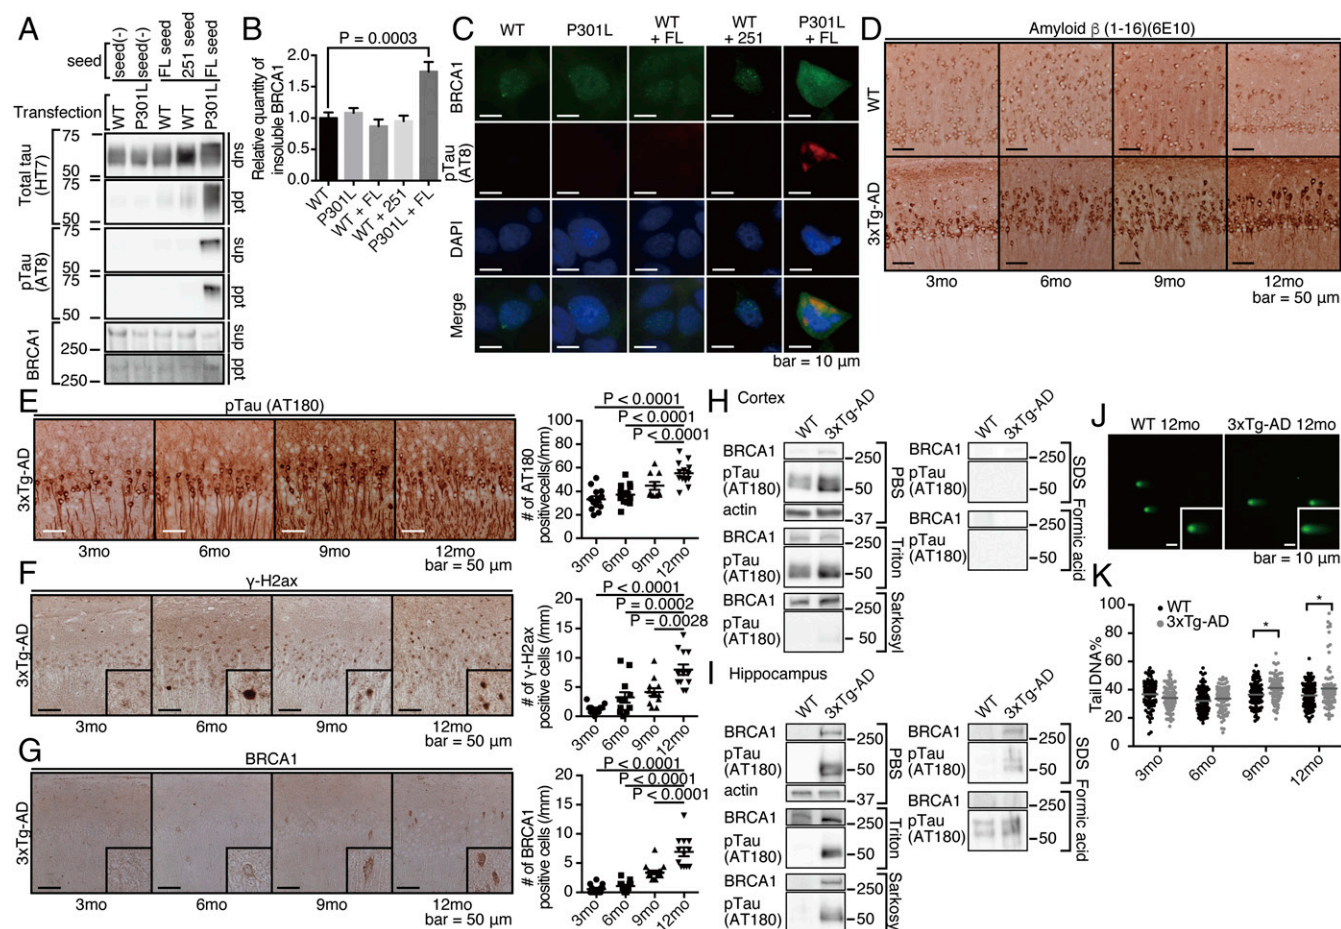 A
seed
seed(-)
seed(-)
FL seed
251 seed
FL seed
Transfection
WT
P301L
WT
WT
P301L
Total tau
(HT7)
75
50
sup
75
50
ppt
pTau
(AT8)
75
50
sup
75
50
ppt
BRCA1
250
sup
250
ppt
B
P = 0.0003
Relative quantity of
insoluble BRCA1
2.0
1.5
1.0
0.5
0.0
WT
P301L
WT + FL
WT + 251
P301L + FL
C
WT
P301L
WT
+ FL
WT
+ 251
P301L
+ FL
BRCA1
pTau
(AT8)
DAPI
Merge
bar = 10 μm
D
Amyloid β (1-16)(6E10)
WT
3xTg-AD
3mo
6mo
9mo
12mo
bar = 50 μm
E
pTau (AT180)
3xTg-AD
3mo
6mo
9mo
12mo
bar = 50 μm
P < 0.0001
P < 0.0001
P < 0.0001
# of AT180
positivecells(/mm)
100
80
60
40
20
0
3mo
6mo
9mo
12mo
F
γ-H2ax
3xTg-AD
3mo
6mo
9mo
12mo
bar = 50 μm
P < 0.0001
P = 0.0002
P = 0.0028
# of γ-H2ax
positive cells (/mm)
20
15
10
5
0
3mo
6mo
9mo
12mo
G
BRCA1
3xTg-AD
3mo
6mo
9mo
12mo
bar = 50 μm
P < 0.0001
P < 0.0001
P < 0.0001
# of BRCA1
positive cells (/mm)
20
15
10
5
0
3mo
6mo
9mo
12mo
H
Cortex
WT
3xTg-AD
BRCA1
250
pTau
(AT180)
50
actin
37
PBS
BRCA1
250
pTau
(AT180)
50
Triton
BRCA1
250
pTau
(AT180)
50
Sarkosyl
WT
3xTg-AD
BRCA1
250
pTau
(AT180)
50
SDS
BRCA1
250
pTau
(AT180)
50
Formic acid
I
Hippocampus
WT
3xTg-AD
BRCA1
250
pTau
(AT180)
50
actin
37
PBS
BRCA1
250
pTau
(AT180)
50
Triton
BRCA1
250
pTau
(AT180)
50
Sarkosyl
WT
3xTg-AD
BRCA1
250
pTau
(AT180)
50
SDS
BRCA1
250
pTau
(AT180)
50
Formic acid
J
WT 12mo
3xTg-AD 12mo
bar = 10 μm
K
WT
3xTg-AD
*
*
Tail DNA%
100
80
60
40
20
0
3mo
6mo
9mo
12mo